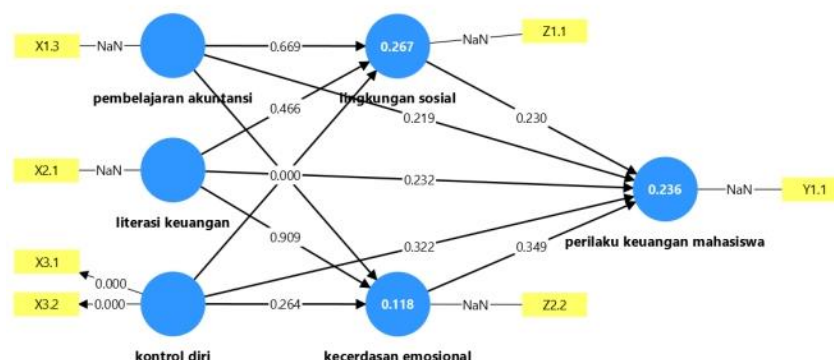 X1.3
NaN
0.669
0.267
NaN
Z1.1
pembelajaran akuntansi
lingkungan sosial
0.466
0.219
0.230
X2.1
NaN
0.000
0.232
0.236
NaN
Y1.1
literasi keuangan
perilaku keuangan mahasiswa
0.909
0.322
0.349
X3.1
0.000
X3.2
0.000
0.264
0.118
NaN
Z2.2
kontrol diri
kecerdasan emosional